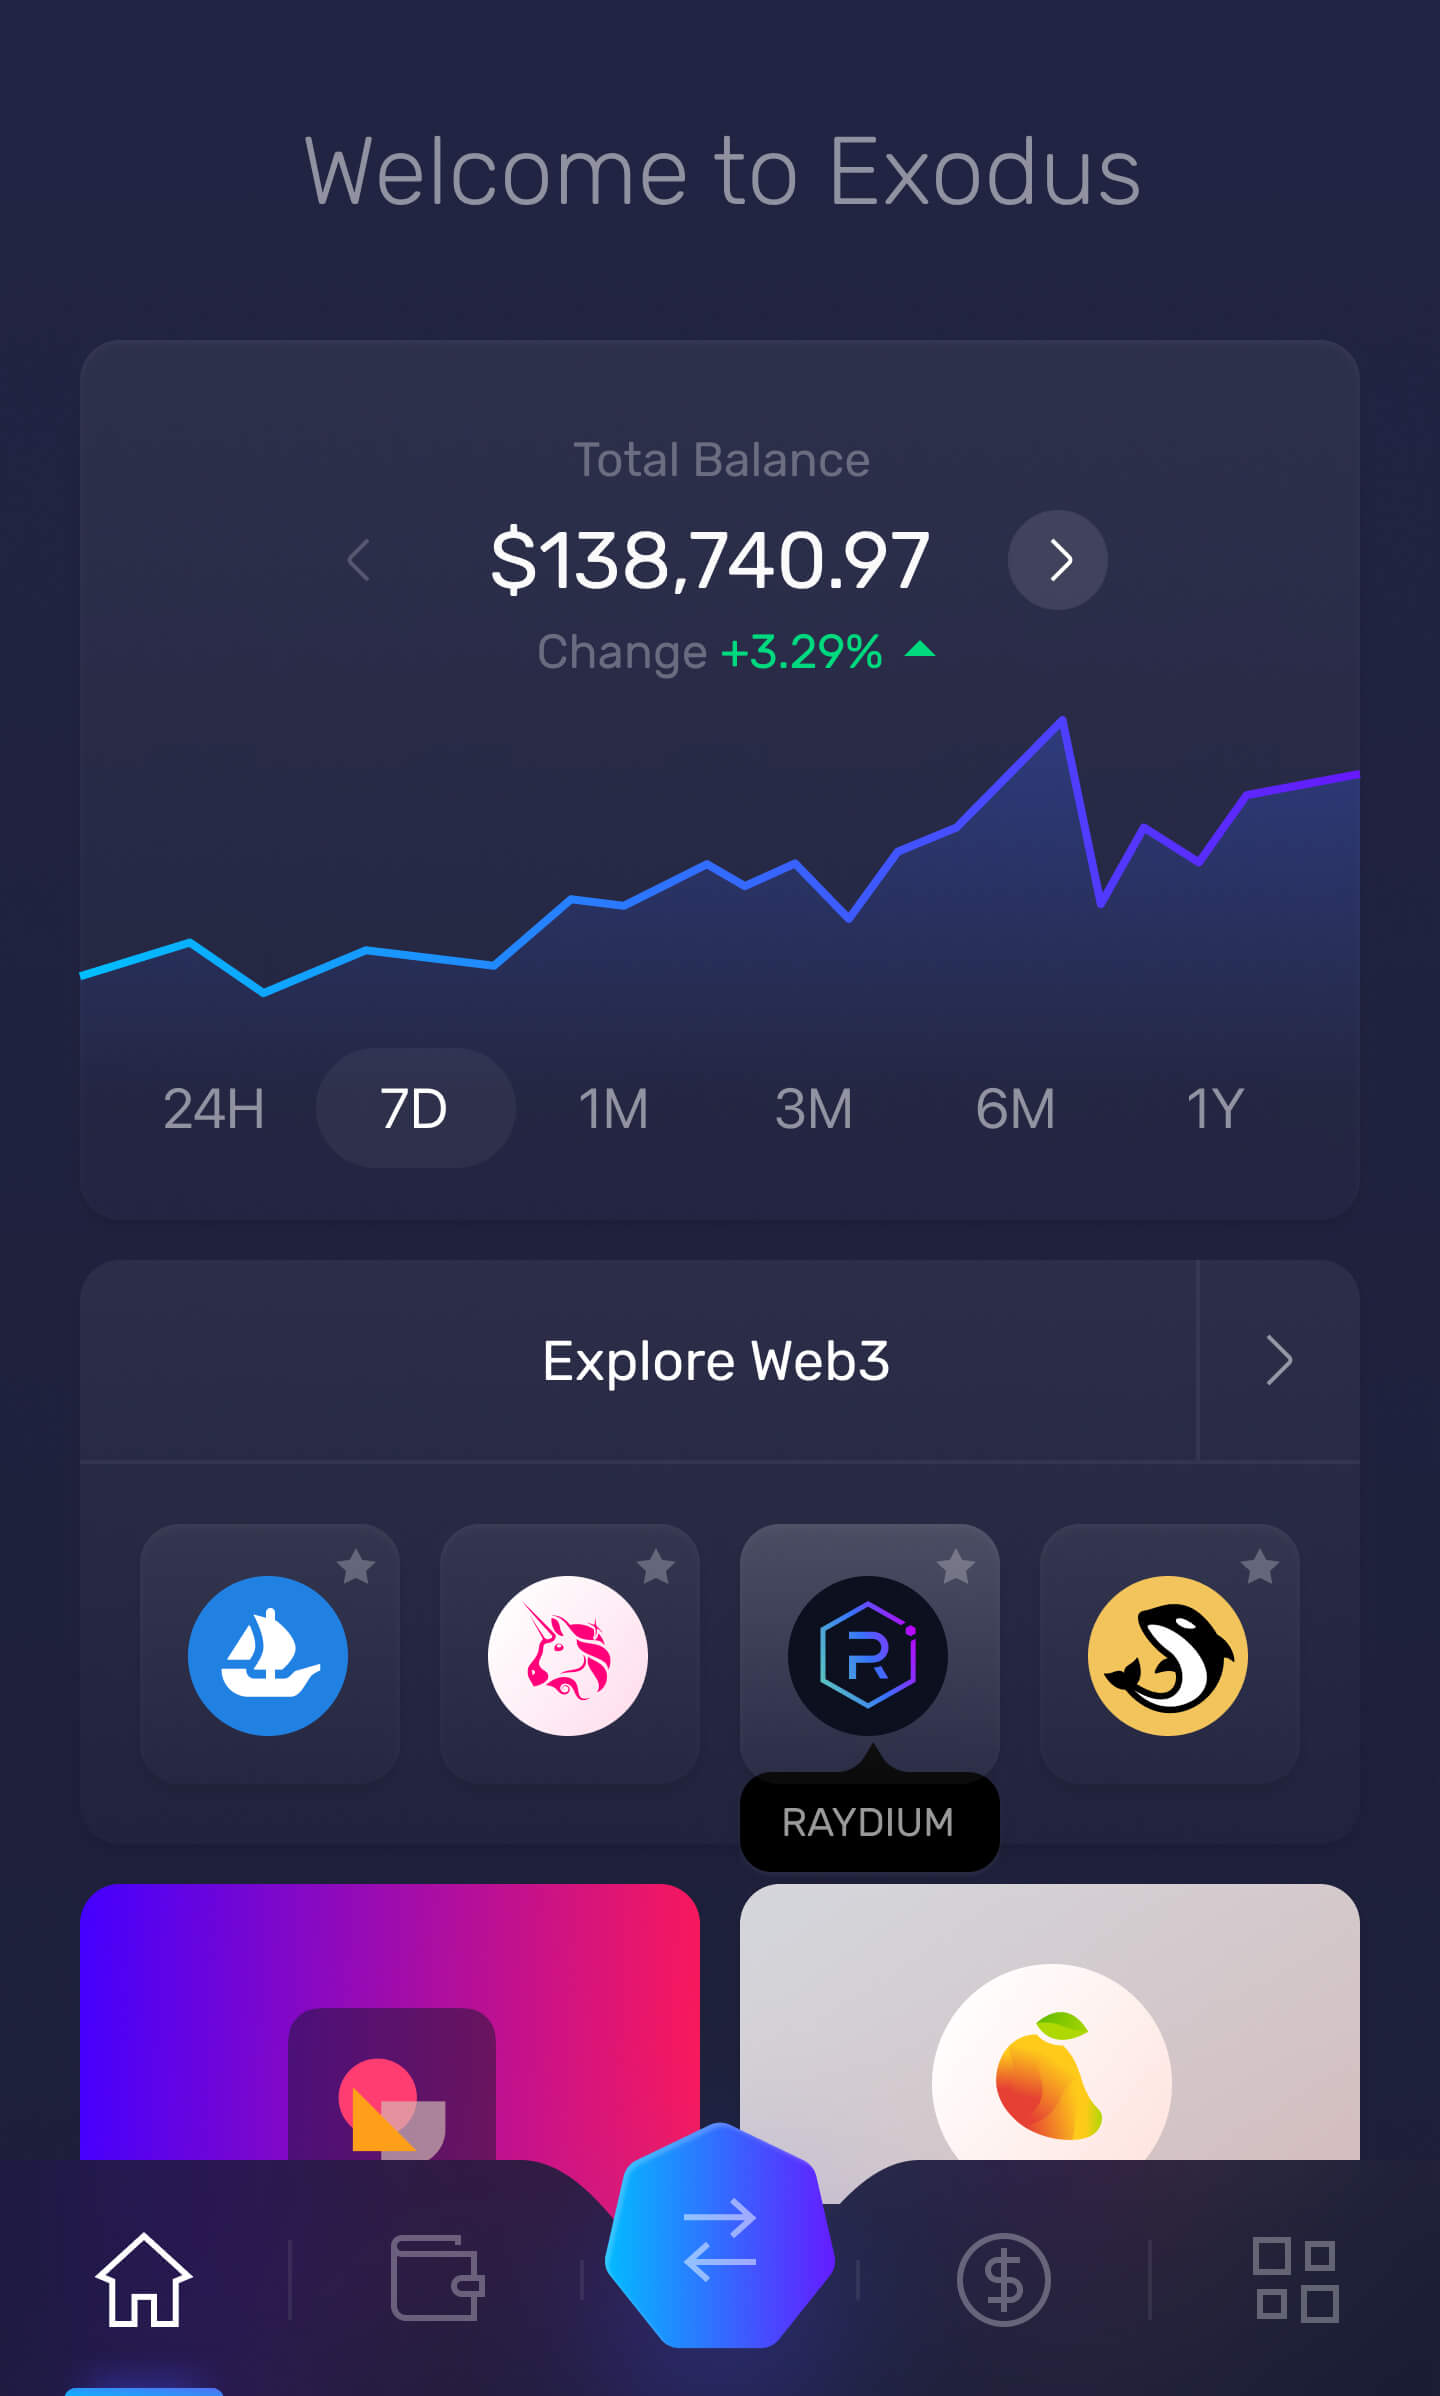 Welcome to Exodus
Total Balance
$138,740.97
Change +3.29%
24H 7D 1M 3M 6M 1Y
Explore Web3
RAYDIUM